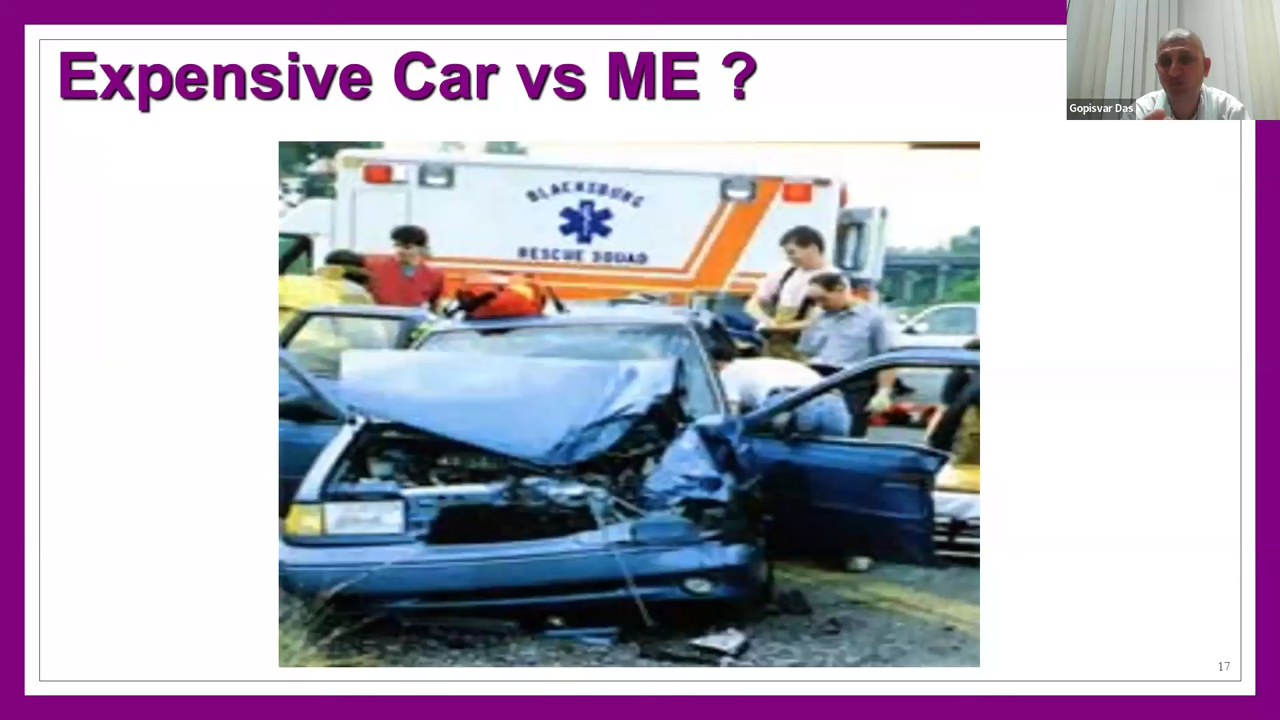 Expensive Car vs ME ?
Gopisvar Das
BLACKSBURG
RESCUE SQUAD
17